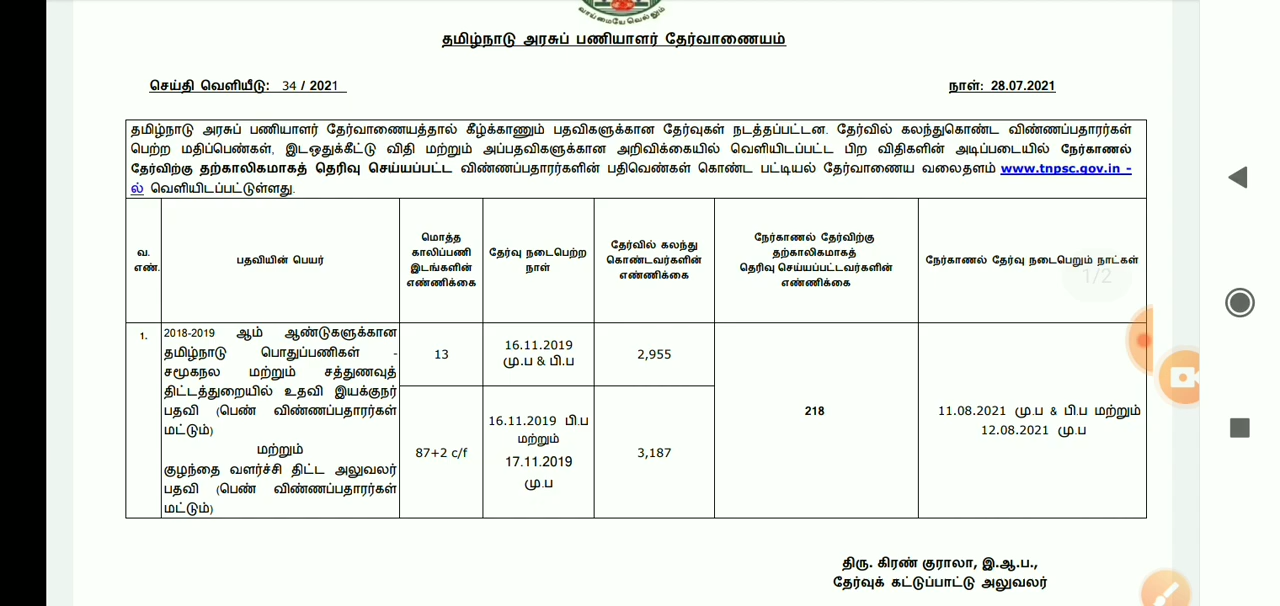 வாய்மையே வெல்லும்
தமிழ்நாடு அரசுப் பணியாளர் தேர்வாணையம்
செய்தி வெளியீடு: 34 / 2021
நாள்: 28.07.2021
தமிழ்நாடு அரசுப் பணியாளர் தேர்வாணையத்தால் கீழ்க்காணும் பதவிகளுக்கான தேர்வுகள் நடத்தப்பட்டன. தேர்வில் கலந்துகொண்ட விண்ணப்பதாரர்கள்
பெற்ற மதிப்பெண்கள், இடஒதுக்கீட்டு விதி மற்றும் அப்பதவிகளுக்கான அறிவிக்கையில் வெளியிடப்பட்ட பிற விதிகளின் அடிப்படையில் நேர்காணல்
தேர்விற்கு தற்காலிகமாகத் தெரிவு செய்யப்பட்ட விண்ணப்பதாரர்களின் பதிவெண்கள் கொண்ட பட்டியல் தேர்வாணைய வலைதளம் www.tnpsc.gov.in -
ல் வெளியிடப்பட்டுள்ளது.
வ.
எண்.
பதவியின் பெயர்
மொத்த
காலிப்பணி
இடங்களின்
எண்ணிக்கை
தேர்வு நடைபெற்ற
நாள்
தேர்வில் கலந்து
கொண்டவர்களின்
எண்ணிக்கை
நேர்காணல் தேர்விற்கு
தற்காலிகமாகத்
தெரிவு செய்யப்பட்டவர்களின்
எண்ணிக்கை
நேர்காணல் தேர்வு நடைபெறும் நாட்கள்
1/2
1.
2018-2019 ஆம் ஆண்டுகளுக்கான
தமிழ்நாடு பொதுப்பணிகள் -
சமூகநல மற்றும் சத்துணவுத்
திட்டத்துறையில் உதவி இயக்குநர்
பதவி (பெண் விண்ணப்பதாரர்கள்
மட்டும்)
மற்றும்
குழந்தை வளர்ச்சி திட்ட அலுவலர்
பதவி (பெண் விண்ணப்பதாரர்கள்
மட்டும்)
13
16.11.2019
மு.ப & பி.ப
2,955
87+2 c/f
16.11.2019 பி.ப
மற்றும்
17.11.2019
மு.ப
3,187
218
11.08.2021 மு.ப & பி.ப மற்றும்
12.08.2021 மு.ப
திரு. கிரண் குராலா, இ.ஆ.ப.,
தேர்வுக் கட்டுப்பாட்டு அலுவலர்